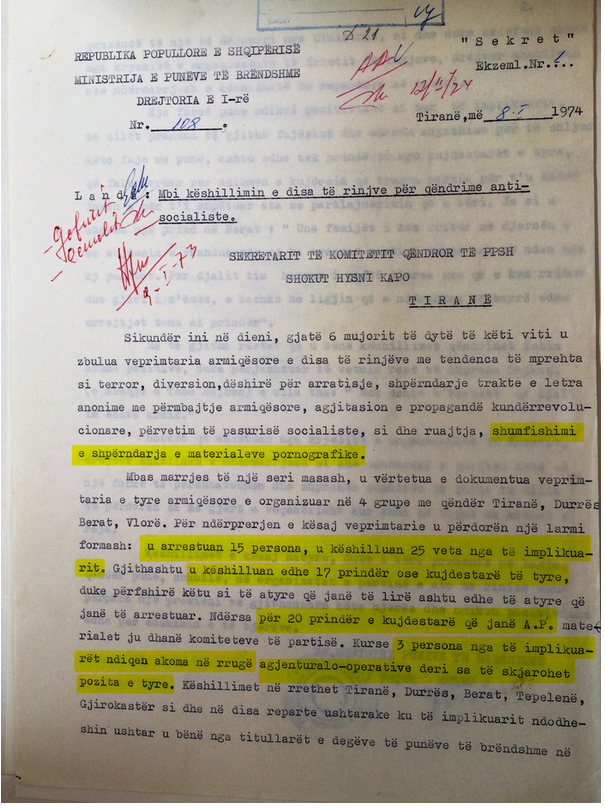 D 21
"Sekret"
Ekzeml.Nr.1.
REPUBLIKA POPULLORE E SHQIPËRISË
MINISTRIJA E PUNËVE TË BRËNDSHME
DREJTORIA E I-rë
Nr. 108 .
Tiranë,më 8-I 1974
L a n d a : Mbi këshillimin e disa të rinjve për qëndrime anti-
socialiste.
SEKRETARIT TË KOMITETIT QËNDROR TË PPSH
SHOKUT HYSNI KAPO
T I R A N Ë
Sikundër ini në dieni, gjatë 6 mujorit të dytë të këti viti u
zbulua veprimtaria armiqësore e disa të rinjëve me tendenca të mprehta
si terror, diversion,dëshirë për arratisje, shpërndarje trakte e letra
anonime me përmbajtje armiqësore, agjitasion e propagandë kundërrevolu-
cionare, përvetim të pasurisë socialiste, si dhe ruajtja, shumfishimi
e shpërndarja e materialeve pornografike.
Mbas marrjes të një seri masash, u vërtetua e dokumentua veprim-
taria e tyre armiqësore e organizuar në 4 grupe me qëndër Tiranë, Durrës
Berat, Vlorë. Për ndërprerjen e kësaj veprimtarie u përdorën një larmi
formash: u arrestuan 15 persona, u këshilluan 25 veta nga të implikua-
rit. Gjithashtu u këshilluan edhe 17 prindër ose kujdestarë të tyre,
duke përfshirë këtu si të atyre që janë të lirë ashtu edhe të atyre që
janë të arrestuar. Ndërsa për 20 prindër e kujdestarë që janë A.P. mate-
rialet ju dhanë komiteteve të partisë. Kurse 3 persona nga të implikua-
rët ndiqen akoma në rrugë agjenturalo-operative deri sa të skjarohet
pozita e tyre. Këshillimet në rrethet Tiranë, Durrës, Berat, Tepelenë,
Gjirokastër si dhe në disa reparte ushtarake ku të implikuarit ndodhe-
shin ushtar u bënë nga titullarët e degëve të punëve të brëndshme në